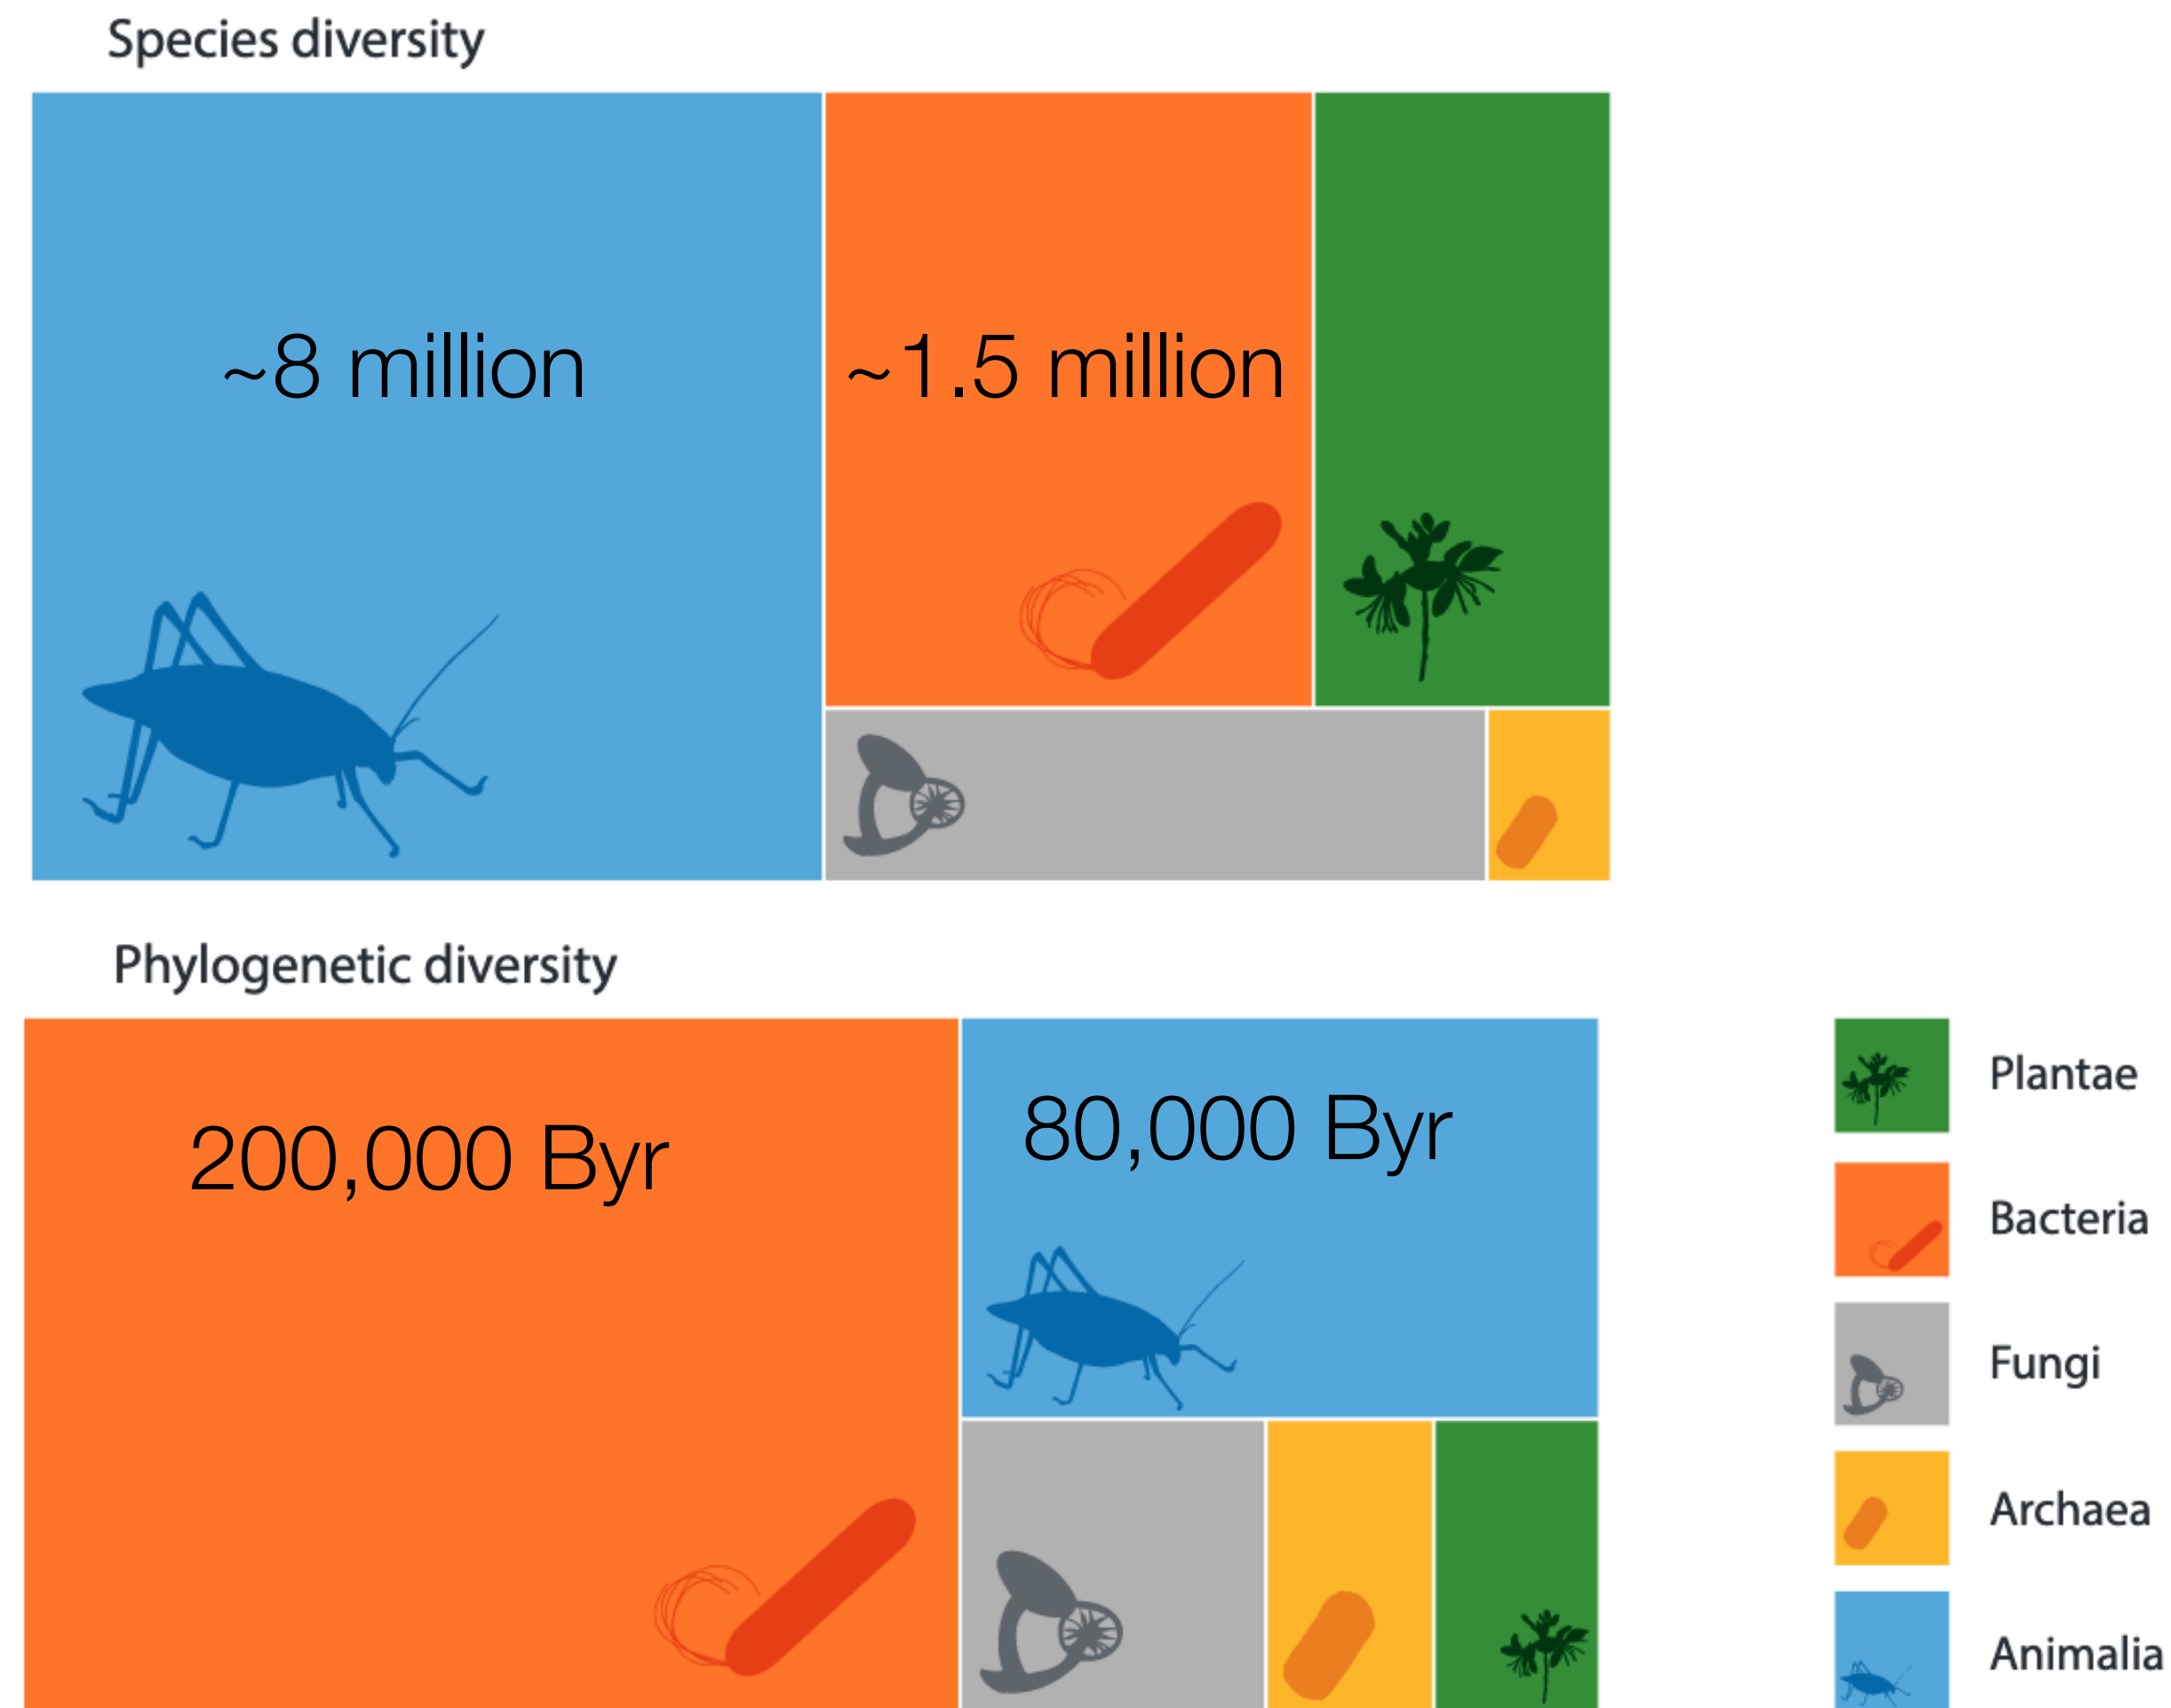 Species diversity
~8 million
~1.5 million
Phylogenetic diversity
200,000 Byr
80,000 Byr
Plantae
Bacteria
Fungi
Archaea
Animalia